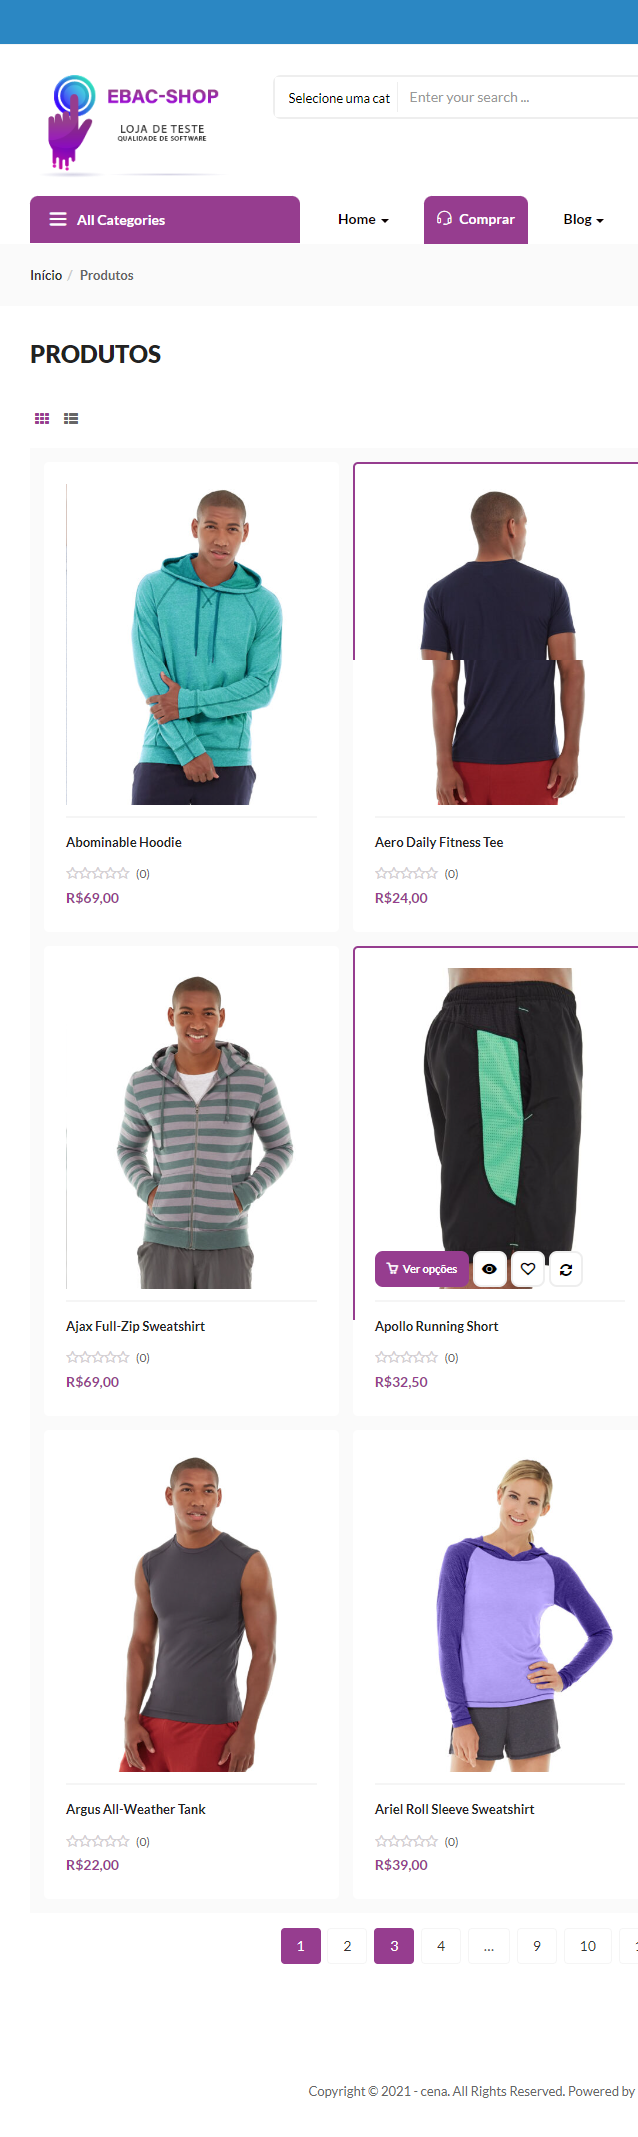 EBAC-SHOP
LOJA DE TESTE
QUALIDADE DE SOFTWARE
Selecione uma cat
Enter your search ...
All Categories
Home
Comprar
Blog
Início / Produtos
PRODUTOS
Abominable Hoodie
(0)
R$69,00
Aero Daily Fitness Tee
(0)
R$24,00
Ajax Full-Zip Sweatshirt
(0)
R$69,00
Ver opções
Apollo Running Short
(0)
R$32,50
Argus All-Weather Tank
(0)
R$22,00
Ariel Roll Sleeve Sweatshirt
(0)
R$39,00
1 2 3 4 ... 9 10
Copyright © 2021 - cena. All Rights Reserved. Powered by